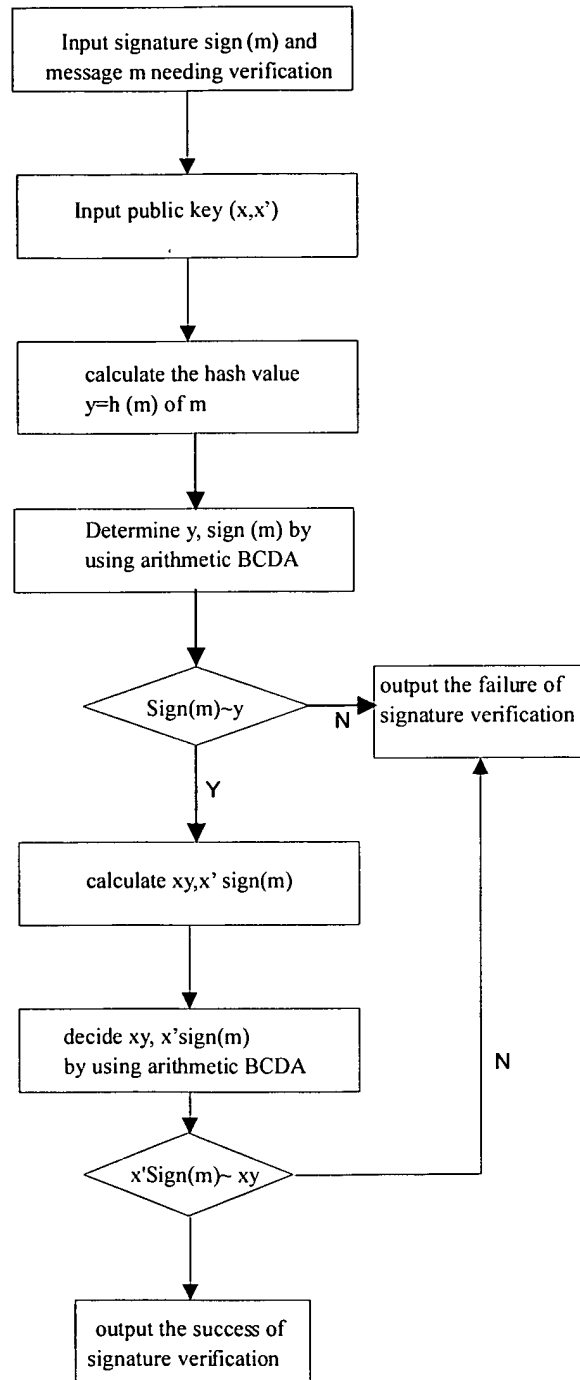 Input signature sign (m) and
message m needing verification
Input public key (x,x’)
calculate the hash value
y=h (m) of m
Determine y, sign (m) by
using arithmetic BCDA
Sign(m)~y
N
output the failure of
signature verification
Y
calculate xy,x’ sign(m)
decide xy, x’sign(m)
by using arithmetic BCDA
N
x'Sign(m)~ xy
output the success of
signature verification